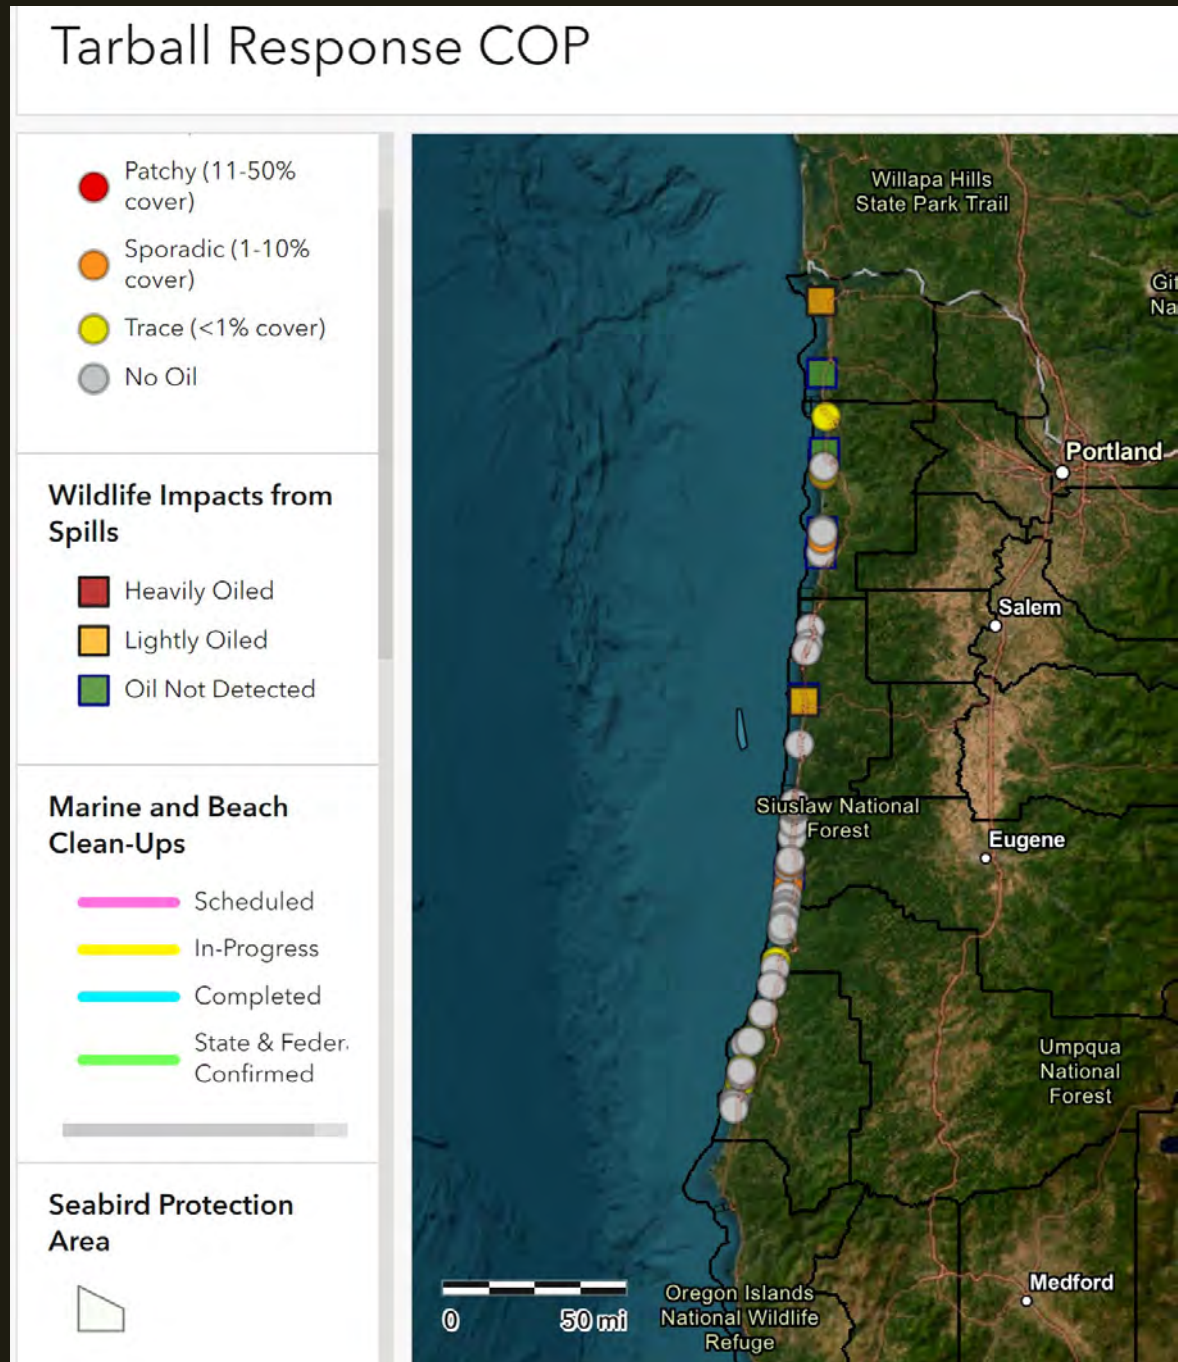 Tarball Response COP
Patchy (11-50%
cover)
Sporadic (1-10%
cover)
Trace (<1% cover)
No Oil
Wildlife Impacts from
Spills
Heavily Oiled
Lightly Oiled
Oil Not Detected
Marine and Beach
Clean-Ups
Scheduled
In-Progress
Completed
State & Feder
Confirmed
Seabird Protection
Area
Willapa Hills
State Park Trail
Gif
Na
Portland
Salem
Siuslaw National
Forest
Eugene
Umpqua
National
Forest
Medford
Oregon Islands
National Wildlife
Refuge
0
50 mi